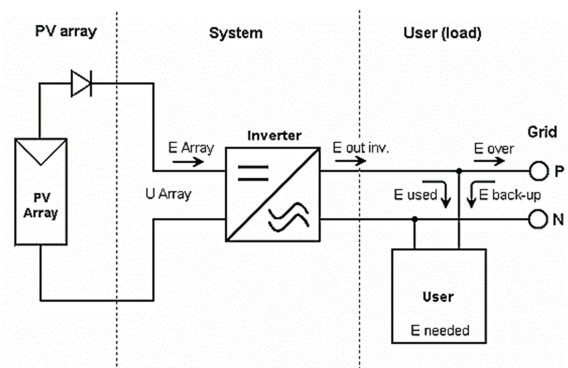 PV array
System
User (load)
Inverter
Grid
E Array
E out inv.
E over
P
PV
Array
U Array
E used
E back-up
N
User
E needed